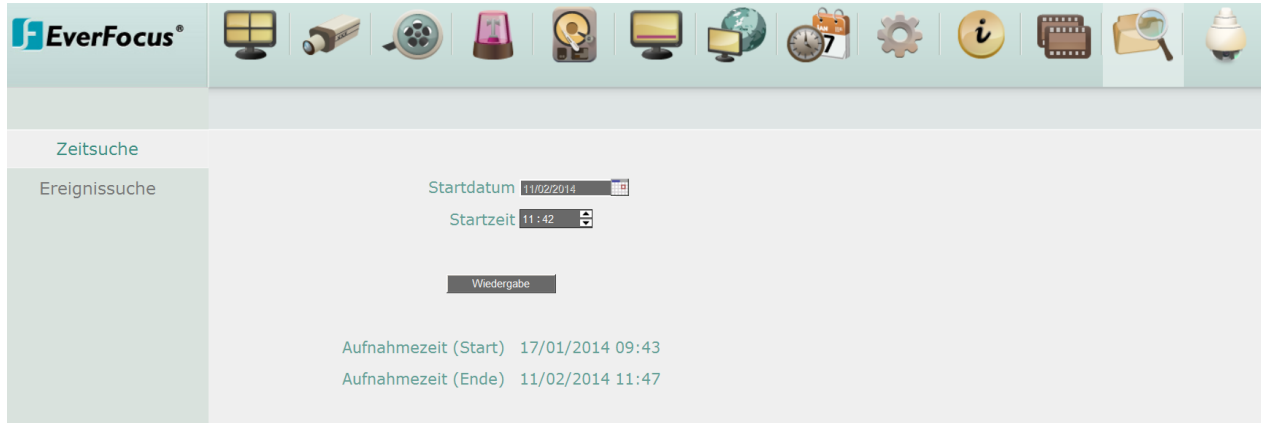 EverFocus®
7
i
Zeitsuche
Ereignissuche
Startdatum 11/02/2014
Startzeit 11:42
Wiedergabe
Aufnahmezeit (Start) 17/01/2014 09:43
Aufnahmezeit (Ende) 11/02/2014 11:47